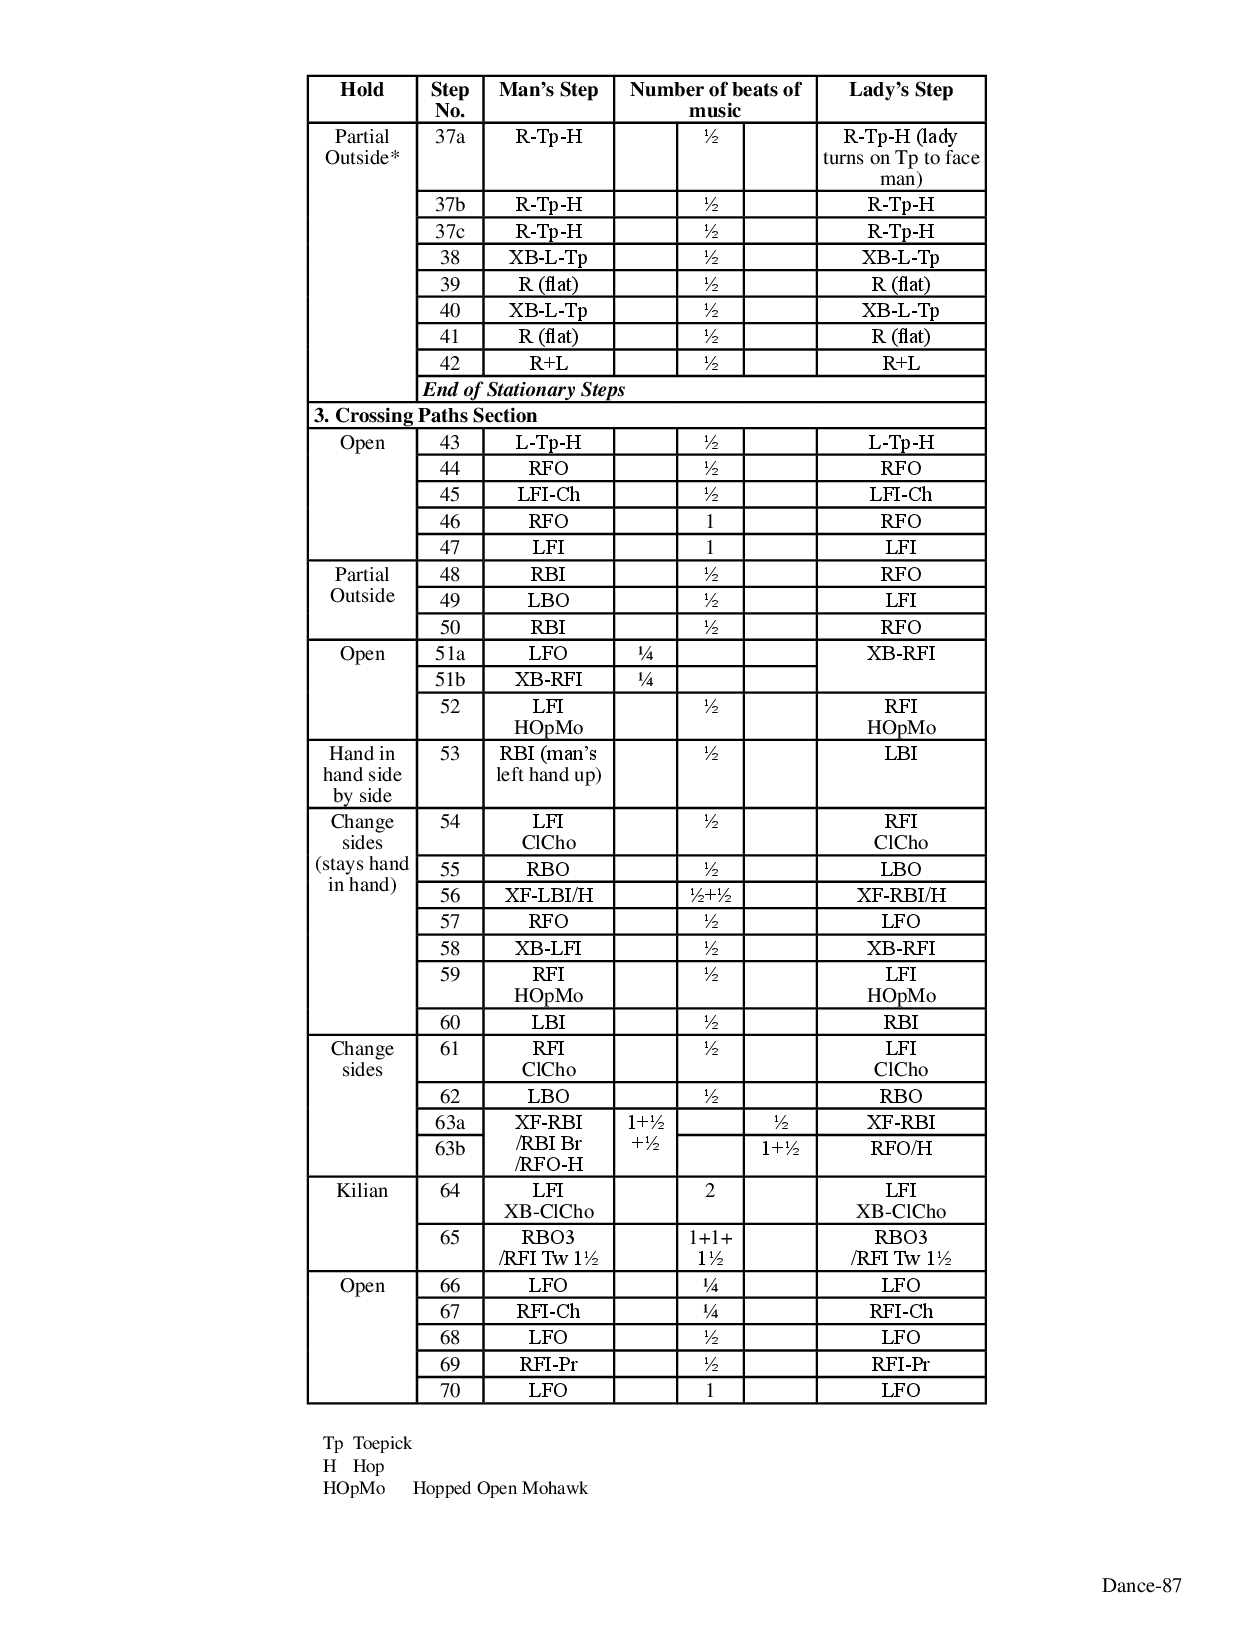 Hold Step No. Man’s Step Number of beats of music Lady’s Step
Partial Outside* 37a R-Tp-H ½ R-Tp-H (lady turns on Tp to face man)
37b R-Tp-H ½ R-Tp-H
37c R-Tp-H ½ R-Tp-H
38 XB-L-Tp ½ XB-L-Tp
39 R (flat) ½ R (flat)
40 XB-L-Tp ½ XB-L-Tp
41 R (flat) ½ R (flat)
42 R+L ½ R+L
End of Stationary Steps
3. Crossing Paths Section
Open 43 L-Tp-H ½ L-Tp-H
44 RFO ½ RFO
45 LFI-Ch ½ LFI-Ch
46 RFO 1 RFO
47 LFI 1 LFI
Partial Outside 48 RBI ½ RFO
49 LBO ½ LFI
50 RBI ½ RFO
Open 51a LFO ¼ XB-RFI
51b XB-RFI ¼
52 LFI HOpMo ½ RFI HOpMo
Hand in hand side by side 53 RBI (man’s left hand up) ½ LBI
Change sides (stays hand in hand) 54 LFI ClCho ½ RFI ClCho
55 RBO ½ LBO
56 XF-LBI/H ½+½ XF-RBI/H
57 RFO ½ LFO
58 XB-LFI ½ XB-RFI
59 RFI HOpMo ½ LFI HOpMo
60 LBI ½ RBI
Change sides 61 RFI ClCho ½ LFI ClCho
62 LBO ½ RBO
63a XF-RBI /RBI Br /RFO-H 1+½ +½ ½ XF-RBI
63b 1+½ RFO/H
Kilian 64 LFI XB-ClCho 2 LFI XB-ClCho
65 RBO3 /RFI Tw 1½ 1+1+ 1½ RBO3 /RFI Tw 1½
Open 66 LFO ¼ LFO
67 RFI-Ch ¼ RFI-Ch
68 LFO ½ LFO
69 RFI-Pr ½ RFI-Pr
70 LFO 1 LFO
Tp Toepick
H Hop
HOpMo Hopped Open Mohawk
Dance-87